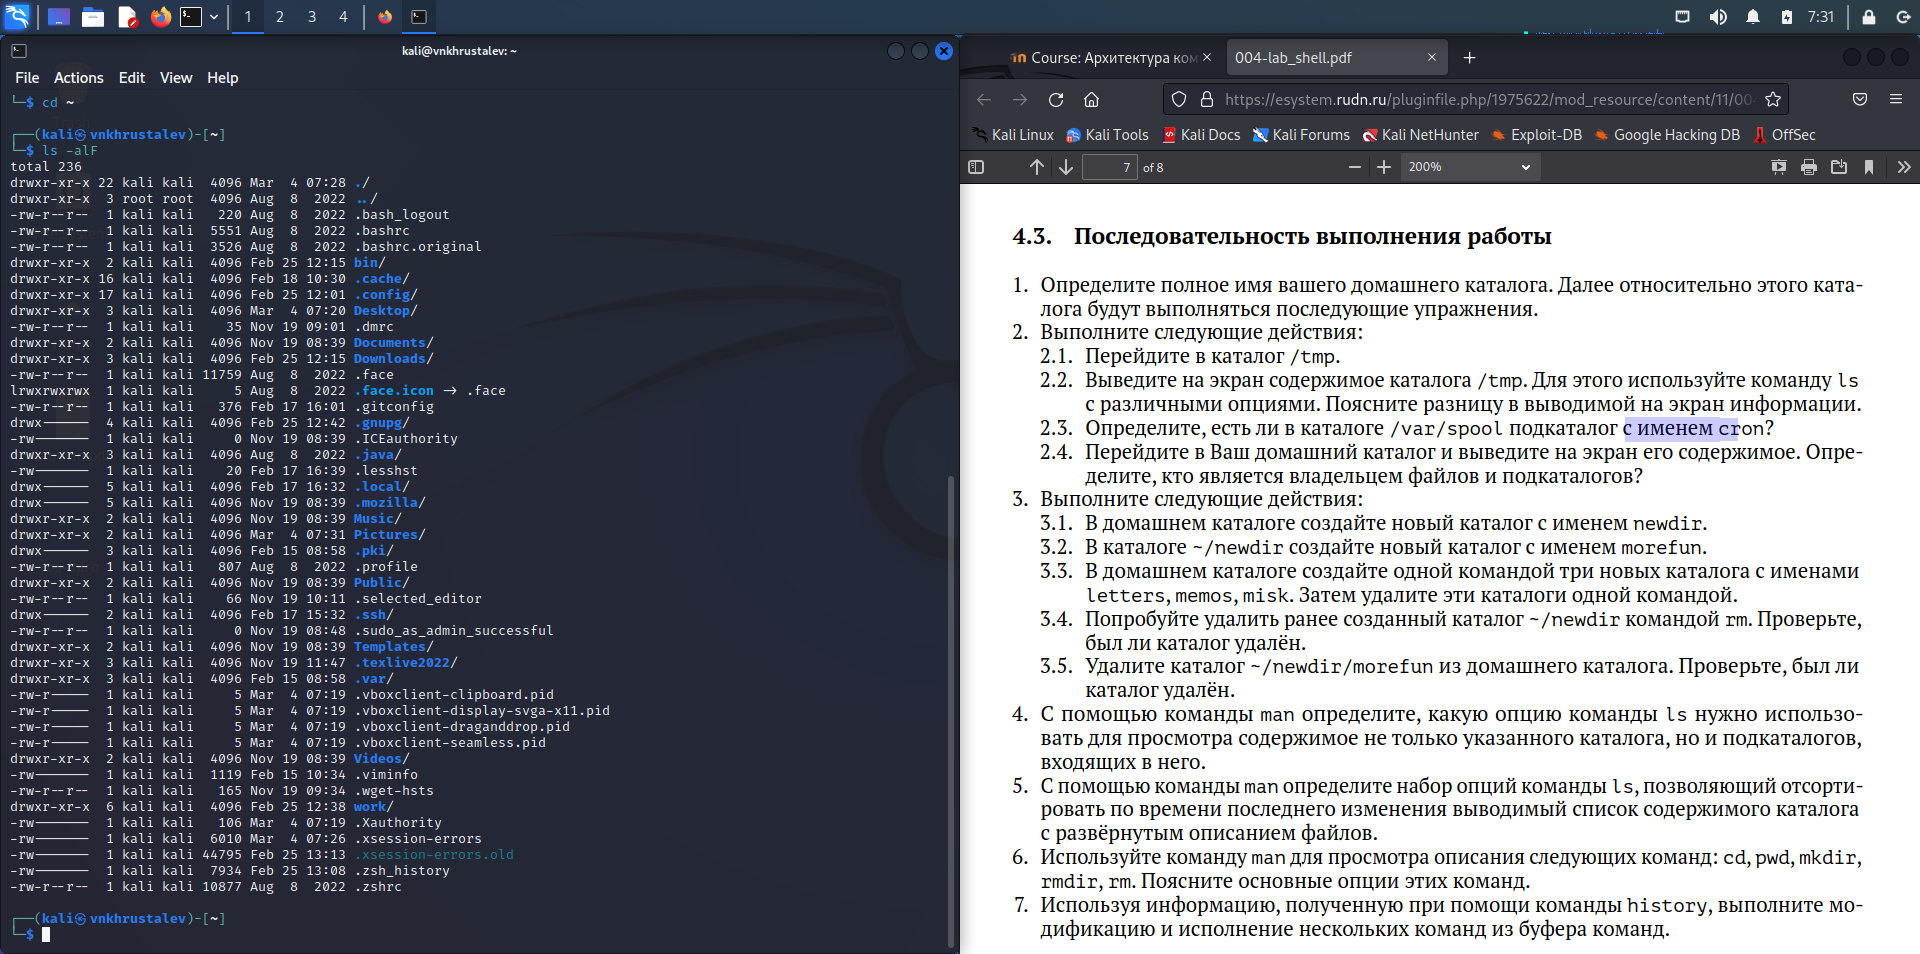 1 2 3 4
7:31
kali@vnkhrustalev: ~
File Actions Edit View Help
└─$ cd ~
┌──(kali㉿vnkhrustalev)-[~]
└─$ ls -alF
total 236
drwxr-xr-x 22 kali kali  4096 Mar  4 07:28 ./
drwxr-xr-x  3 root root  4096 Aug  8  2022 ../
-rw-r--r--  1 kali kali   220 Aug  8  2022 .bash_logout
-rw-r--r--  1 kali kali  5551 Aug  8  2022 .bashrc
-rw-r--r--  1 kali kali  3526 Aug  8  2022 .bashrc.original
drwxr-xr-x  2 kali kali  4096 Feb 25 12:15 bin/
drwxr-xr-x 16 kali kali  4096 Feb 18 10:30 .cache/
drwxr-xr-x 17 kali kali  4096 Feb 25 12:01 .config/
drwxr-xr-x  3 kali kali  4096 Mar  4 07:20 Desktop/
-rw-r--r--  1 kali kali    35 Nov 19 09:01 .dmrc
drwxr-xr-x  2 kali kali  4096 Nov 19 08:39 Documents/
drwxr-xr-x  3 kali kali  4096 Feb 25 12:15 Downloads/
-rw-r--r--  1 kali kali 11759 Aug  8  2022 .face
lrwxrwxrwx  1 kali kali     5 Aug  8  2022 .face.icon -> .face
-rw-r--r--  1 kali kali   376 Feb 17 16:01 .gitconfig
drwx------  4 kali kali  4096 Feb 25 12:42 .gnupg/
-rw-------  1 kali kali     0 Nov 19 08:39 .ICEauthority
drwxr-xr-x  3 kali kali  4096 Aug  8  2022 .java/
-rw-------  1 kali kali    20 Feb 17 16:39 .lesshst
drwx------  5 kali kali  4096 Feb 17 16:32 .local/
drwx------  5 kali kali  4096 Nov 19 08:39 .mozilla/
drwxr-xr-x  2 kali kali  4096 Nov 19 08:39 Music/
drwxr-xr-x  2 kali kali  4096 Mar  4 07:31 Pictures/
drwx------  3 kali kali  4096 Feb 15 08:58 .pki/
-rw-r--r--  1 kali kali   807 Aug  8  2022 .profile
drwxr-xr-x  2 kali kali  4096 Nov 19 08:39 Public/
-rw-r--r--  1 kali kali    66 Nov 19 10:11 .selected_editor
drwx------  2 kali kali  4096 Feb 17 15:32 .ssh/
-rw-r--r--  1 kali kali     0 Nov 19 08:48 .sudo_as_admin_successful
drwxr-xr-x  2 kali kali  4096 Nov 19 08:39 Templates/
drwxr-xr-x  3 kali kali  4096 Nov 19 11:47 .texlive2022/
drwxr-xr-x  3 kali kali  4096 Feb 15 08:58 .var/
-rw-r-----  1 kali kali     5 Mar  4 07:19 .vboxclient-clipboard.pid
-rw-r-----  1 kali kali     5 Mar  4 07:19 .vboxclient-display-svga-x11.pid
-rw-r-----  1 kali kali     5 Mar  4 07:19 .vboxclient-draganddrop.pid
-rw-r-----  1 kali kali     5 Mar  4 07:19 .vboxclient-seamless.pid
drwxr-xr-x  2 kali kali  4096 Nov 19 08:39 Videos/
-rw-------  1 kali kali  1119 Feb 15 10:34 .viminfo
-rw-------  1 kali kali   165 Nov 19 09:34 .wget-hsts
drwxr-xr-x  6 kali kali  4096 Feb 25 12:38 work/
-rw-------  1 kali kali   106 Mar  4 07:19 .Xauthority
-rw-------  1 kali kali  6010 Mar  4 07:26 .xsession-errors
-rw-------  1 kali kali 44795 Feb 25 13:13 .xsession-errors.old
-rw-------  1 kali kali  7934 Feb 25 13:08 .zsh_history
-rw-r--r--  1 kali kali 10877 Aug  8  2022 .zshrc
┌──(kali㉿vnkhrustalev)-[~]
└─$
Course: Архитектура ком
004-lab_shell.pdf
https://esystem.rudn.ru/pluginfile.php/1975622/mod_resource/content/11/00
Kali Linux Kali Tools Kali Docs Kali Forums Kali NetHunter Exploit-DB Google Hacking DB OffSec
7 of 8 200%
4.3. Последовательность выполнения работы
1. Определите полное имя вашего домашнего каталога. Далее относительно этого ката-
лога будут выполняться последующие упражнения.
2. Выполните следующие действия:
2.1. Перейдите в каталог /tmp.
2.2. Выведите на экран содержимое каталога /tmp. Для этого используйте команду ls
с различными опциями. Поясните разницу в выводимой на экран информации.
2.3. Определите, есть ли в каталоге /var/spool подкаталог с именем cron?
2.4. Перейдите в Ваш домашний каталог и выведите на экран его содержимое. Опре-
делите, кто является владельцем файлов и подкаталогов?
3. Выполните следующие действия:
3.1. В домашнем каталоге создайте новый каталог с именем newdir.
3.2. В каталоге ~/newdir создайте новый каталог с именем morefun.
3.3. В домашнем каталоге создайте одной командой три новых каталога с именами
letters, memos, misk. Затем удалите эти каталоги одной командой.
3.4. Попробуйте удалить ранее созданный каталог ~/newdir командой rm. Проверьте,
был ли каталог удалён.
3.5. Удалите каталог ~/newdir/morefun из домашнего каталога. Проверьте, был ли
каталог удалён.
4. С помощью команды man определите, какую опцию команды ls нужно использо-
вать для просмотра содержимое не только указанного каталога, но и подкаталогов,
входящих в него.
5. С помощью команды man определите набор опций команды ls, позволяющий отсорти-
ровать по времени последнего изменения выводимый список содержимого каталога
с развёрнутым описанием файлов.
6. Используйте команду man для просмотра описания следующих команд: cd, pwd, mkdir,
rmdir, rm. Поясните основные опции этих команд.
7. Используя информацию, полученную при помощи команды history, выполните мо-
дификацию и исполнение нескольких команд из буфера команд.